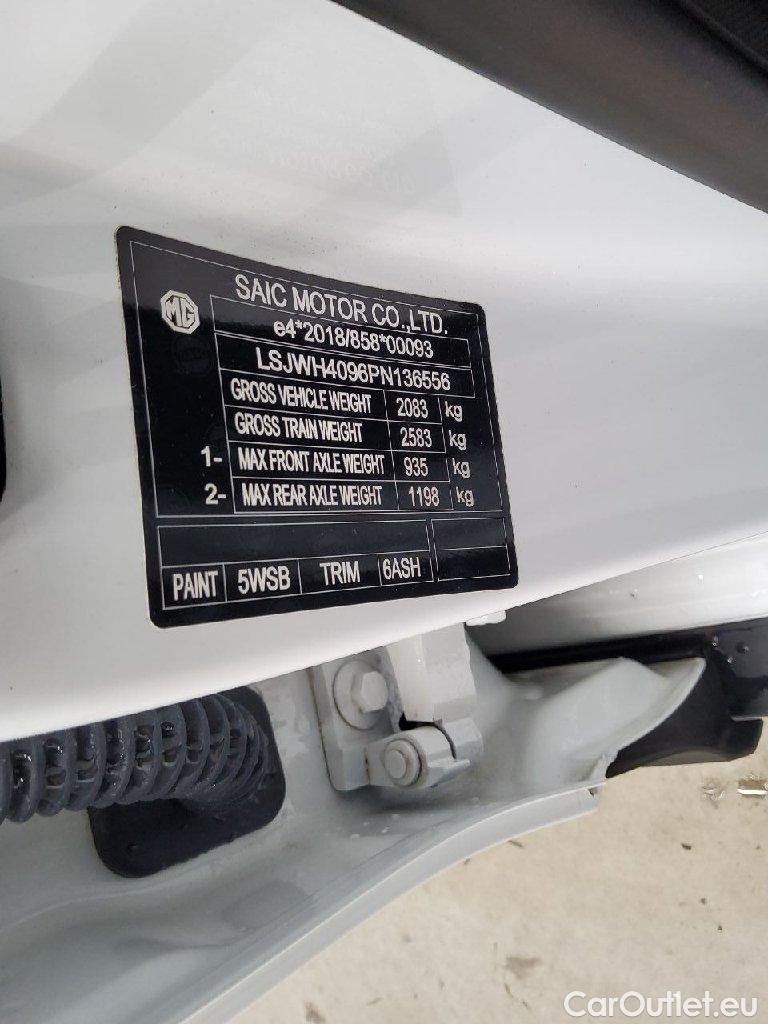 MG
SAIC MOTOR CO.,LTD.
e4*2018/858*00093
LSJWH4096PN136556
GROSS VEHICLE WEIGHT 2083 kg
GROSS TRAIN WEIGHT 2583 kg
1- MAX FRONT AXLE WEIGHT 935 kg
2- MAX REAR AXLE WEIGHT 1198 kg
PAINT 5WSB TRIM 6ASH
CarOutlet.eu